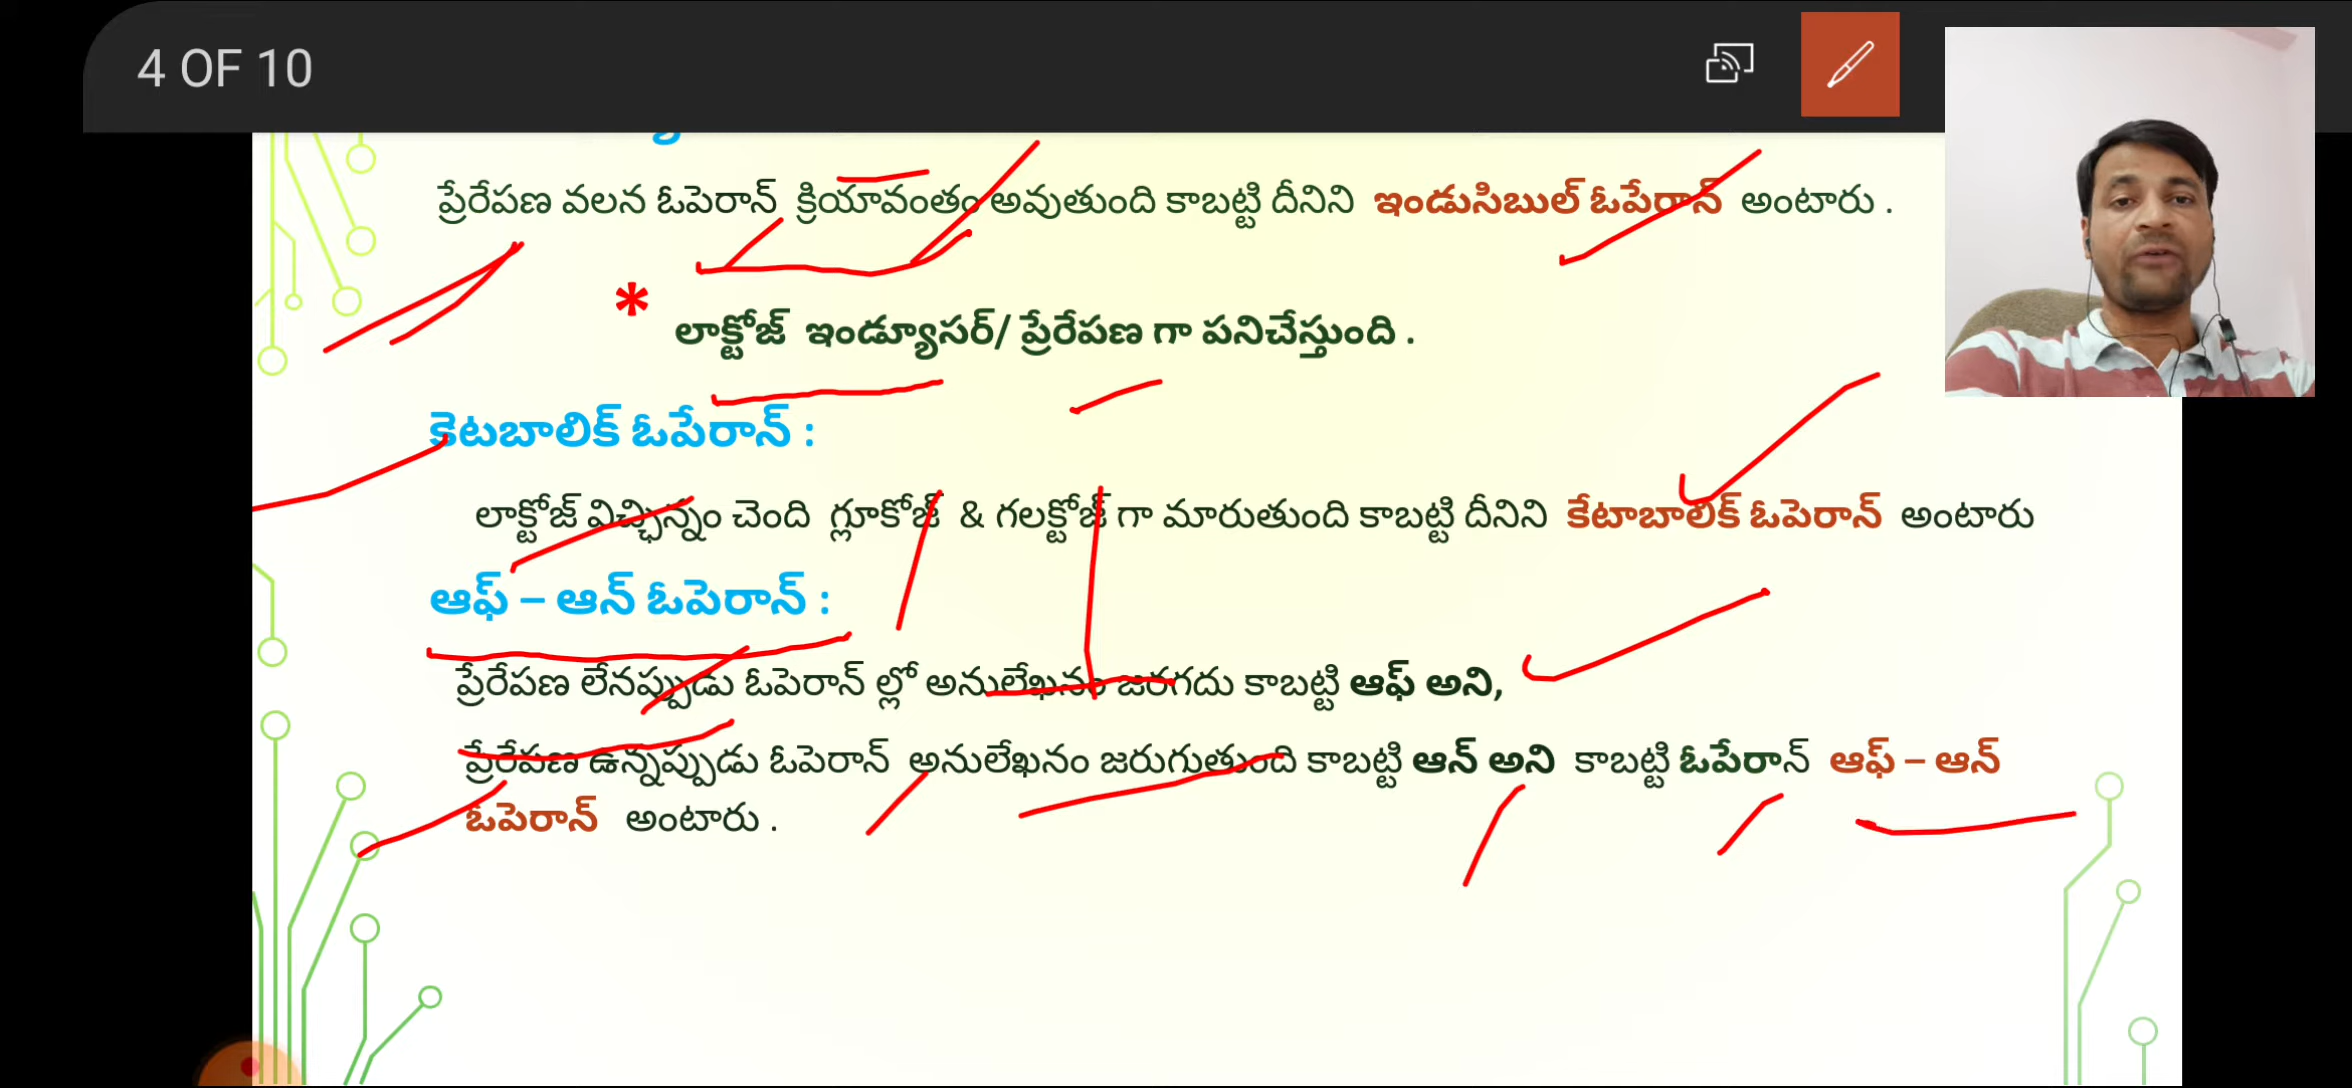 4 OF 10
ప్రేరేపణ వలన ఓపెరాన్ క్రియావంతం అవుతుంది కాబట్టి దీనిని ఇండుసిబుల్ ఓపేరాన్ అంటారు .
* లాక్టోజ్ ఇండ్యూసర్/ ప్రేరేపణ గా పనిచేస్తుంది .
కెటబాలిక్ ఓపేరాన్ :
లాక్టోజ్ విచ్ఛిన్నం చెంది గ్లూకోజ్ & గలక్టోజ్ గా మారుతుంది కాబట్టి దీనిని కేటాబాలిక్ ఓపెరాన్ అంటారు
ఆఫ్ – ఆన్ ఓపెరాన్ :
ప్రేరేపణ లేనప్పుడు ఓపెరాన్ ల్లో అనులేఖనం జరగదు కాబట్టి ఆఫ్ అని,
ప్రేరేపణ ఉన్నప్పుడు ఓపెరాన్ అనులేఖనం జరుగుతుంది కాబట్టి ఆన్ అని కాబట్టి ఓపేరాన్ ఆఫ్ – ఆన్
ఓపెరాన్ అంటారు .